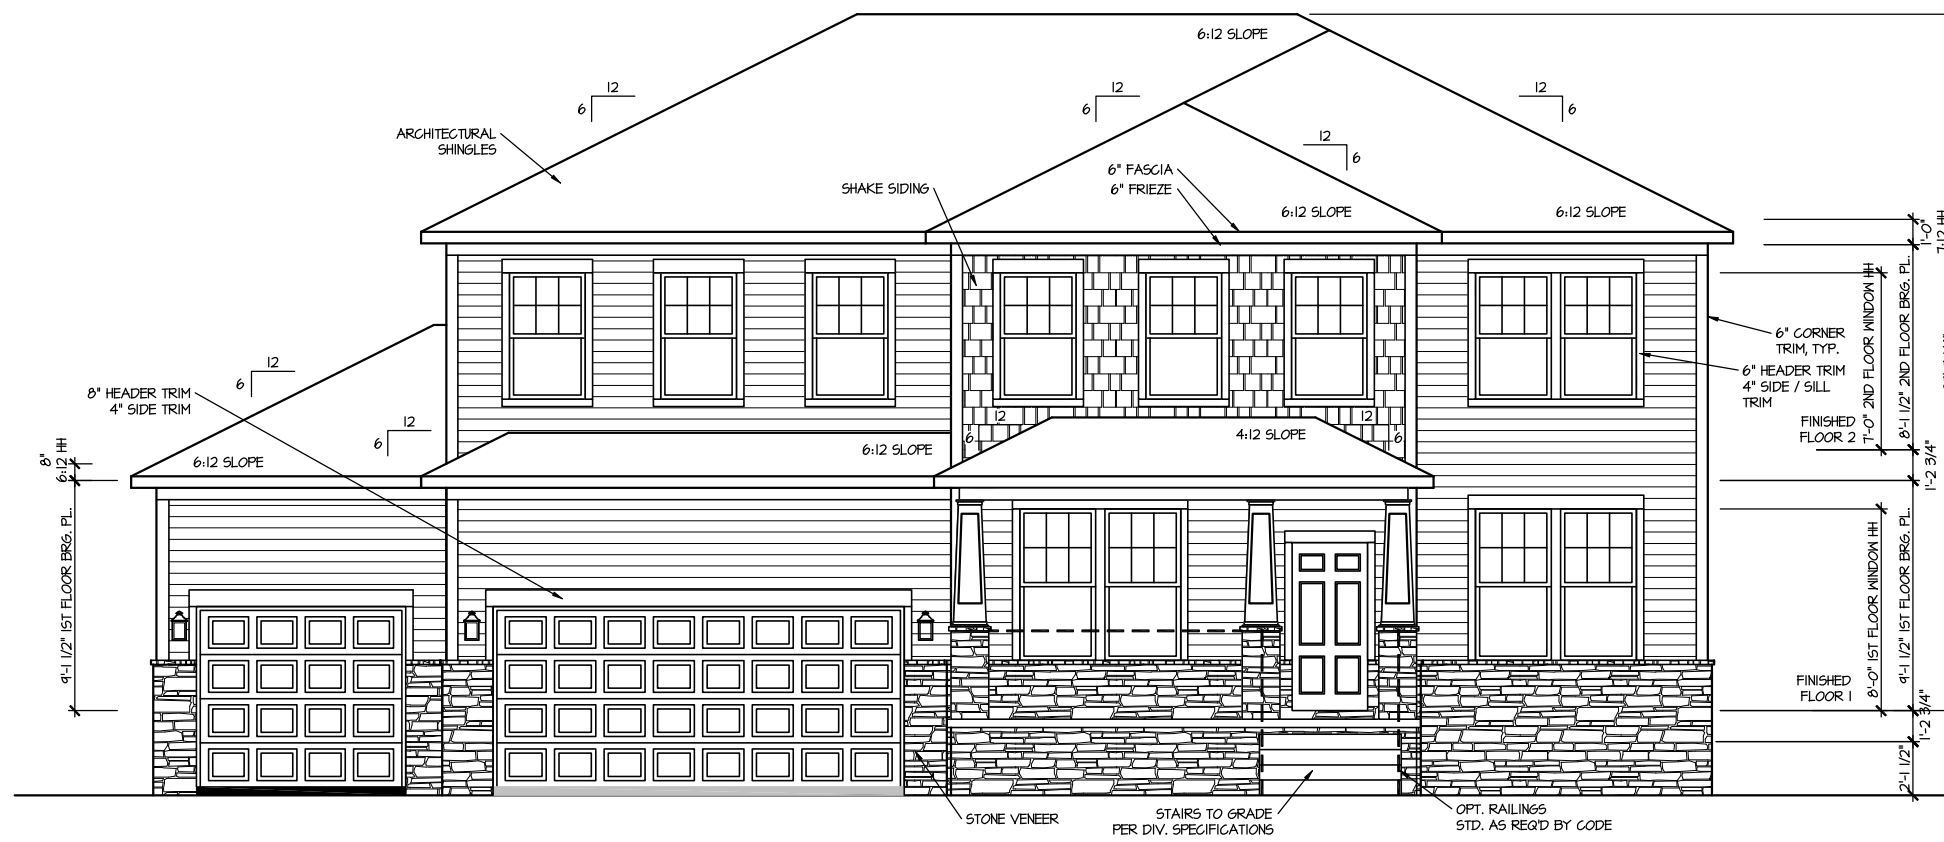 6:12 SLOPE
12
6
12
6
12
6
ARCHITECTURAL
SHINGLES
12
6
6" FASCIA
6" FRIEZE
SHAKE SIDING
6:12 SLOPE
6:12 SLOPE
1'-0"
7:12 HH
12
6
8" HEADER TRIM
4" SIDE TRIM
6" CORNER
TRIM, TYP.
6" HEADER TRIM
4" SIDE / SILL
TRIM
7'-0" 2ND FLOOR WINDOW HH
8'-1 1/2" 2ND FLOOR BRG. PL.
FINISHED
FLOOR 2
12
6
12
6
12
6
4:12 SLOPE
6:12 SLOPE
6:12 SLOPE
8"
6:12 HH
1'-2 3/4"
9'-1 1/2" 1ST FLOOR BRG. PL.
8'-0" 1ST FLOOR WINDOW HH
9'-1 1/2" 1ST FLOOR BRG. PL.
FINISHED
FLOOR 1
1'-2 3/4"
2'-1 1/2"
STONE VENEER
STAIRS TO GRADE
PER DIV. SPECIFICATIONS
OPT. RAILINGS
STD. AS REQ'D BY CODE